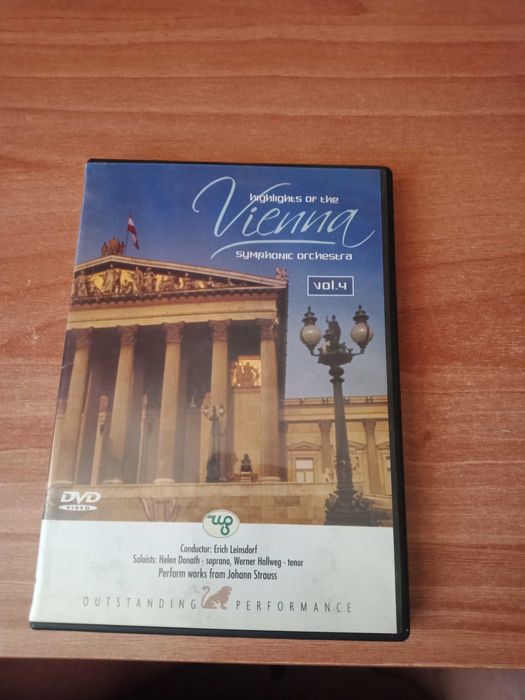 highlights of the
Vienna
symphonic orchestra
vol.4
DVD
VIDEO
Conductor: Erich Leinsdorf
Soloists: Helen Donath - soprano, Werner Hollweg - tenor
Perform works from Johann Strauss
OUTSTANDING PERFORMANCE